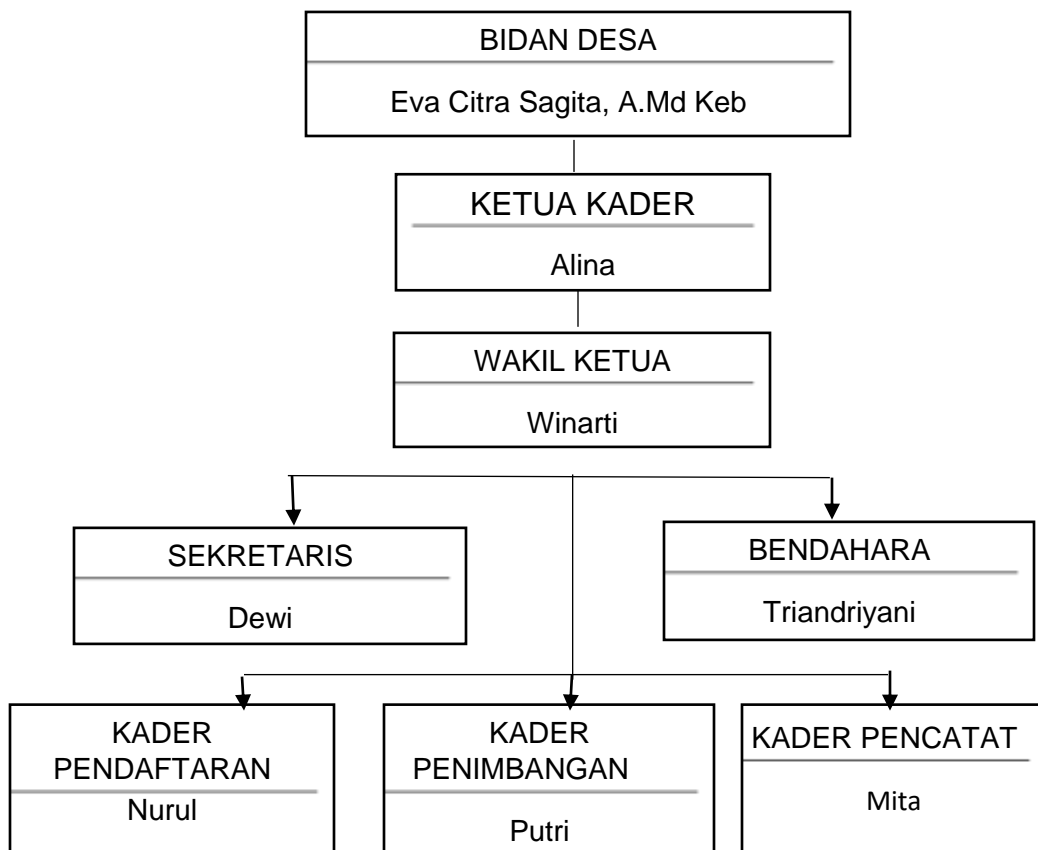 BIDAN DESA
Eva Citra Sagita, A.Md Keb
KETUA KADER
Alina
WAKIL KETUA
Winarti
SEKRETARIS
Dewi
BENDAHARA
Triandriyani
KADER
PENDAFTARAN
Nurul
KADER
PENIMBANGAN
Putri
KADER PENCATAT
Mita